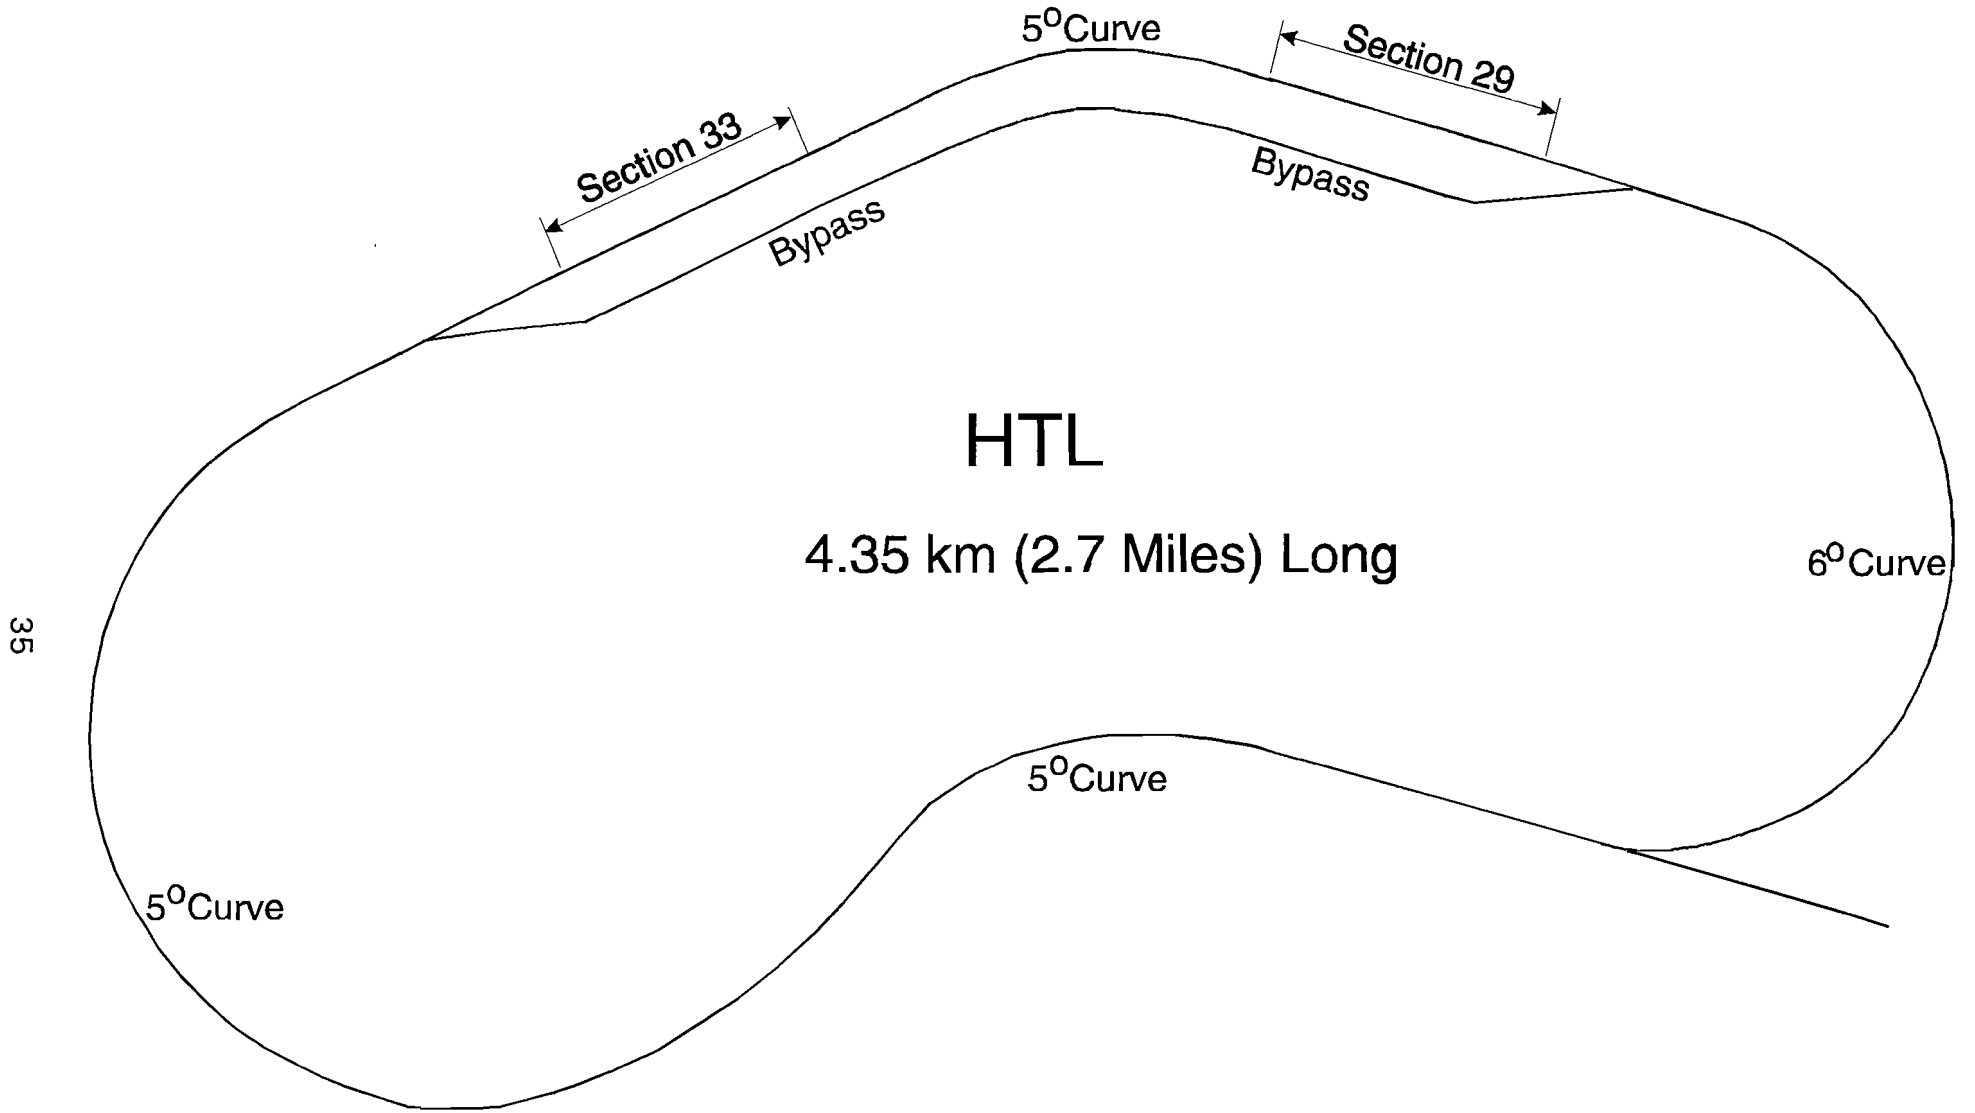 5°Curve
Section 29
Section 33
Bypass
Bypass
HTL
4.35 km (2.7 Miles) Long
6°Curve
35
5°Curve
5°Curve